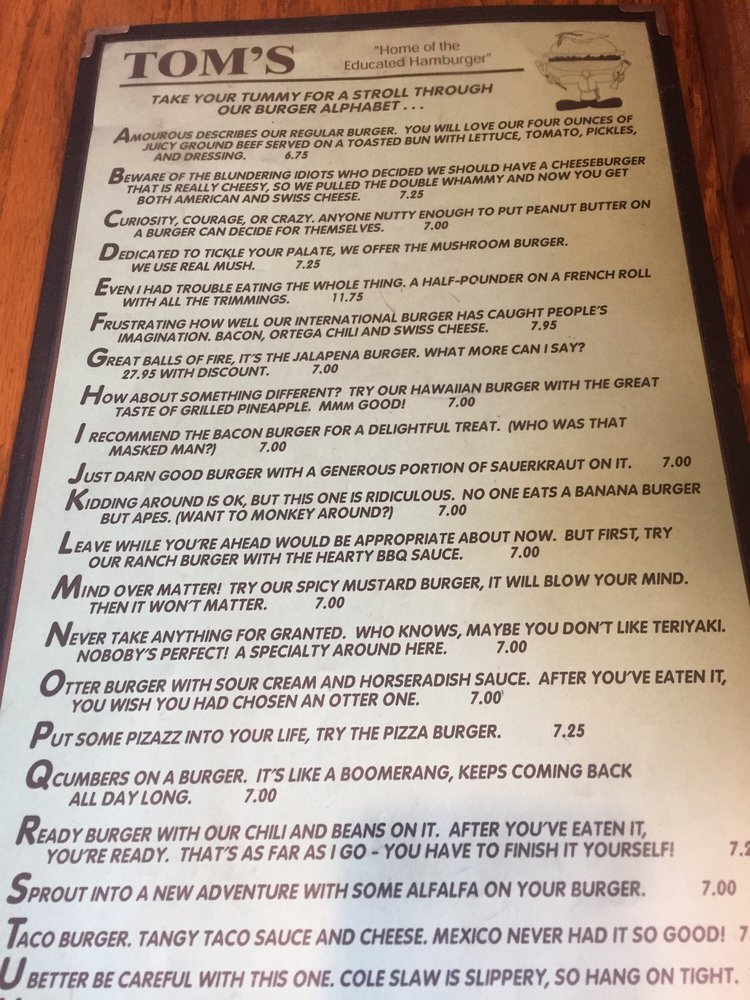 TOM'S
"Home of the
Educated Hamburger"
TAKE YOUR TUMMY FOR A STROLL THROUGH
OUR BURGER ALPHABET . . .
AMOUROUS DESCRIBES OUR REGULAR BURGER. YOU WILL LOVE OUR FOUR OUNCES OF
JUICY GROUND BEEF SERVED ON A TOASTED BUN WITH LETTUCE, TOMATO, PICKLES,
AND DRESSING. 6.75
BEWARE OF THE BLUNDERING IDIOTS WHO DECIDED WE SHOULD HAVE A CHEESEBURGER
THAT IS REALLY CHEESY, SO WE PULLED THE DOUBLE WHAMMY AND NOW YOU GET
BOTH AMERICAN AND SWISS CHEESE. 7.25
CURIOSITY, COURAGE, OR CRAZY. ANYONE NUTTY ENOUGH TO PUT PEANUT BUTTER ON
A BURGER CAN DECIDE FOR THEMSELVES. 7.00
DEDICATED TO TICKLE YOUR PALATE, WE OFFER THE MUSHROOM BURGER.
WE USE REAL MUSH. 7.25
EVEN I HAD TROUBLE EATING THE WHOLE THING. A HALF-POUNDER ON A FRENCH ROLL
WITH ALL THE TRIMMINGS. 11.75
FRUSTRATING HOW WELL OUR INTERNATIONAL BURGER HAS CAUGHT PEOPLE'S
IMAGINATION. BACON, ORTEGA CHILI AND SWISS CHEESE. 7.95
GREAT BALLS OF FIRE, IT'S THE JALAPENA BURGER. WHAT MORE CAN I SAY?
27.95 WITH DISCOUNT. 7.00
HOW ABOUT SOMETHING DIFFERENT? TRY OUR HAWAIIAN BURGER WITH THE GREAT
TASTE OF GRILLED PINEAPPLE. MMM GOOD! 7.00
I RECOMMEND THE BACON BURGER FOR A DELIGHTFUL TREAT. (WHO WAS THAT
MASKED MAN?) 7.00
JUST DARN GOOD BURGER WITH A GENEROUS PORTION OF SAUERKRAUT ON IT. 7.00
KIDDING AROUND IS OK, BUT THIS ONE IS RIDICULOUS. NO ONE EATS A BANANA BURGER
BUT APES. (WANT TO MONKEY AROUND?) 7.00
LEAVE WHILE YOU'RE AHEAD WOULD BE APPROPRIATE ABOUT NOW. BUT FIRST, TRY
OUR RANCH BURGER WITH THE HEARTY BBQ SAUCE. 7.00
MIND OVER MATTER! TRY OUR SPICY MUSTARD BURGER, IT WILL BLOW YOUR MIND.
THEN IT WON'T MATTER. 7.00
NEVER TAKE ANYTHING FOR GRANTED. WHO KNOWS, MAYBE YOU DON'T LIKE TERIYAKI.
NOBOBY'S PERFECT! A SPECIALTY AROUND HERE. 7.00
OTTER BURGER WITH SOUR CREAM AND HORSERADISH SAUCE. AFTER YOU'VE EATEN IT,
YOU WISH YOU HAD CHOSEN AN OTTER ONE. 7.00
PUT SOME PIZAZZ INTO YOUR LIFE, TRY THE PIZZA BURGER. 7.25
QCUMBERS ON A BURGER. IT'S LIKE A BOOMERANG, KEEPS COMING BACK
ALL DAY LONG. 7.00
READY BURGER WITH OUR CHILI AND BEANS ON IT. AFTER YOU'VE EATEN IT,
YOU'RE READY. THAT'S AS FAR AS I GO - YOU HAVE TO FINISH IT YOURSELF! 7.2
SPROUT INTO A NEW ADVENTURE WITH SOME ALFALFA ON YOUR BURGER. 7.00
TACO BURGER. TANGY TACO SAUCE AND CHEESE. MEXICO NEVER HAD IT SO GOOD! 7.
U BETTER BE CAREFUL WITH THIS ONE. COLE SLAW IS SLIPPERY, SO HANG ON TIGHT.